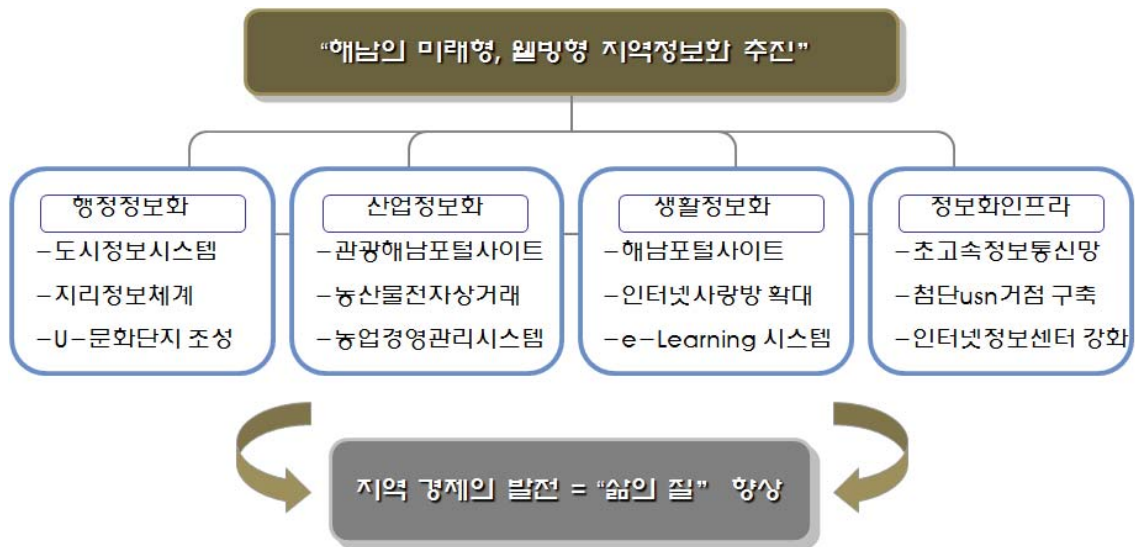 “해남의 미래형, 웰빙형 지역정보화 추진”
행정정보화
-도시정보시스템
-지리정보체계
-U-문화단지 조성
산업정보화
-관광해남포털사이트
-농산물전자상거래
-농업경영관리시스템
생활정보화
-해남포털사이트
-인터넷사랑방 확대
-e-Learning 시스템
정보화인프라
-초고속정보통신망
-첨단usn거점 구축
-인터넷정보센터 강화
지역 경제의 발전 = “삶의 질” 향상